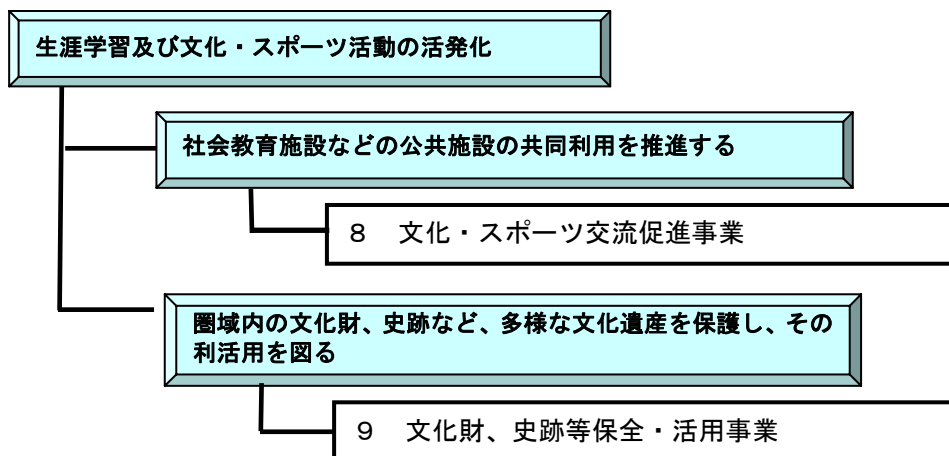 生涯学習及び文化・スポーツ活動の活発化
社会教育施設などの公共施設の共同利用を推進する
８　文化・スポーツ交流促進事業
圏域内の文化財、史跡など、多様な文化遺産を保護し、その
利活用を図る
９　文化財、史跡等保全・活用事業